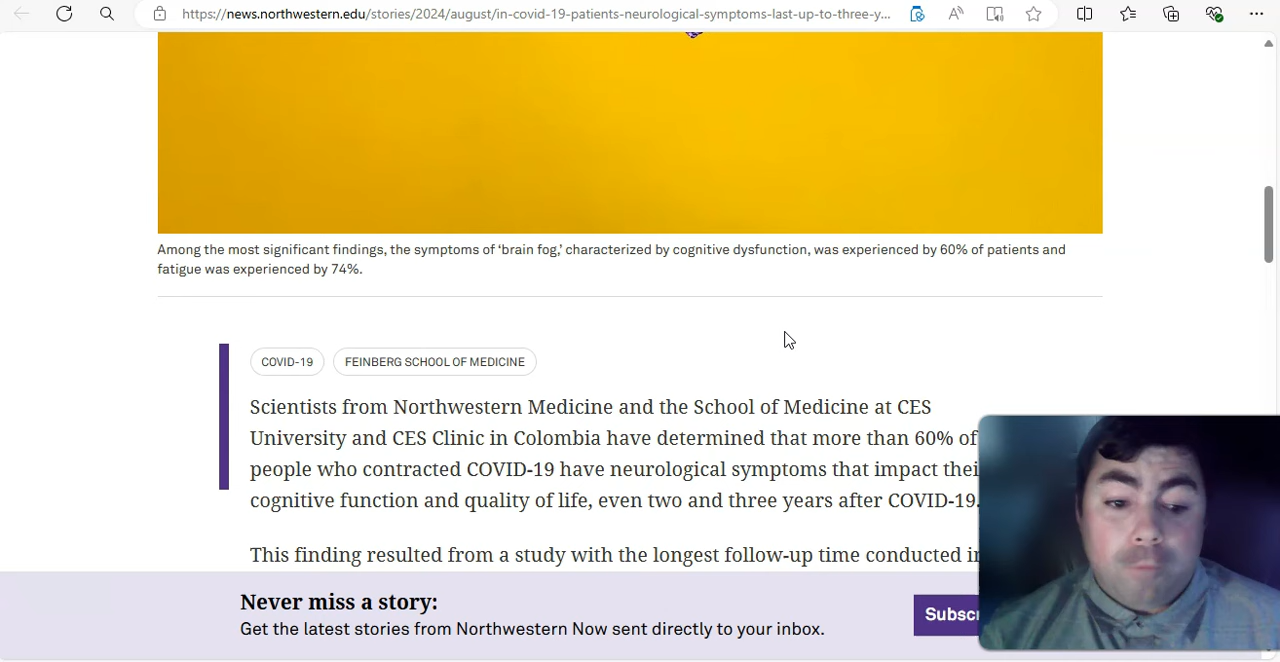 https://news.northwestern.edu/stories/2024/august/in-covid-19-patients-neurological-symptoms-last-up-to-three-y...
Among the most significant findings, the symptoms of ‘brain fog,’ characterized by cognitive dysfunction, was experienced by 60% of patients and
fatigue was experienced by 74%.
COVID-19 FEINBERG SCHOOL OF MEDICINE
Scientists from Northwestern Medicine and the School of Medicine at CES
University and CES Clinic in Colombia have determined that more than 60% of
people who contracted COVID-19 have neurological symptoms that impact thei
cognitive function and quality of life, even two and three years after COVID-19.
This finding resulted from a study with the longest follow-up time conducted in
Never miss a story:
Get the latest stories from Northwestern Now sent directly to your inbox.
Subscr